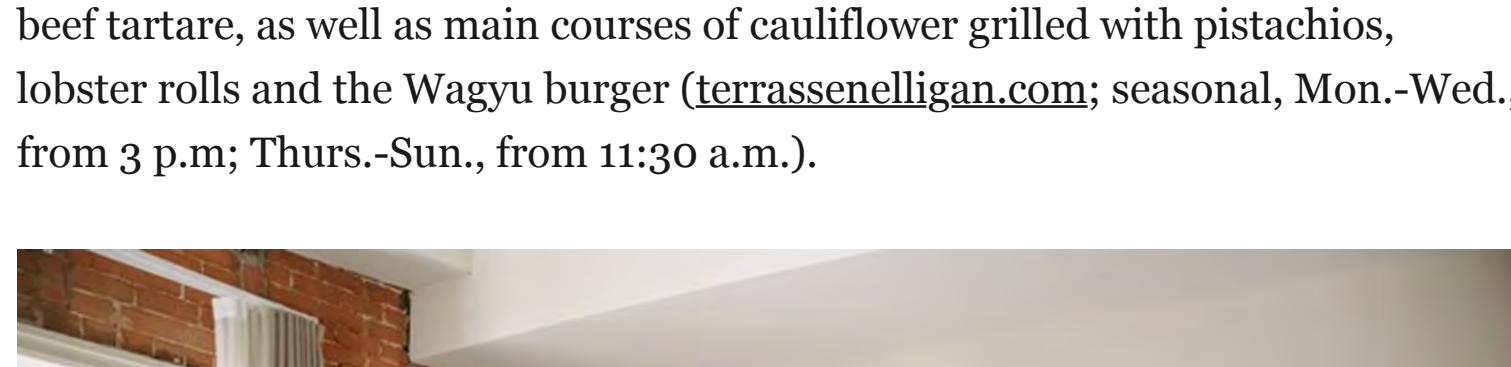 beef tartare, as well as main courses of cauliflower grilled with pistachios,
lobster rolls and the Wagyu burger (terrassenelligan.com; seasonal, Mon.-Wed.,
from 3 p.m; Thurs.-Sun., from 11:30 a.m.).